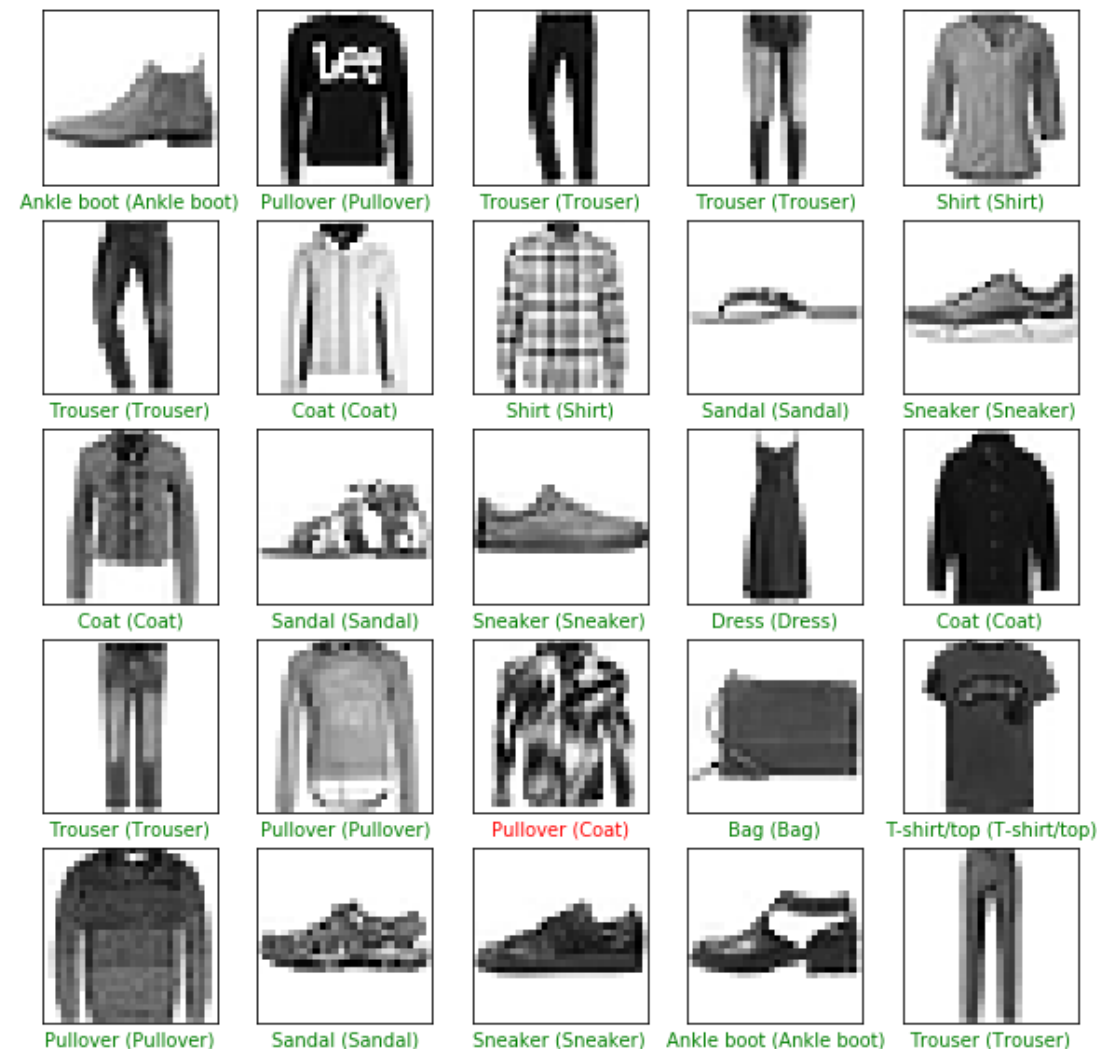 Lee
Ankle boot (Ankle boot)
Pullover (Pullover)
Trouser (Trouser)
Trouser (Trouser)
Shirt (Shirt)
Trouser (Trouser)
Coat (Coat)
Shirt (Shirt)
Sandal (Sandal)
Sneaker (Sneaker)
Coat (Coat)
Sandal (Sandal)
Sneaker (Sneaker)
Dress (Dress)
Coat (Coat)
Trouser (Trouser)
Pullover (Pullover)
Pullover (Coat)
Bag (Bag)
T-shirt/top (T-shirt/top)
Pullover (Pullover)
Sandal (Sandal)
Sneaker (Sneaker)
Ankle boot (Ankle boot)
Trouser (Trouser)